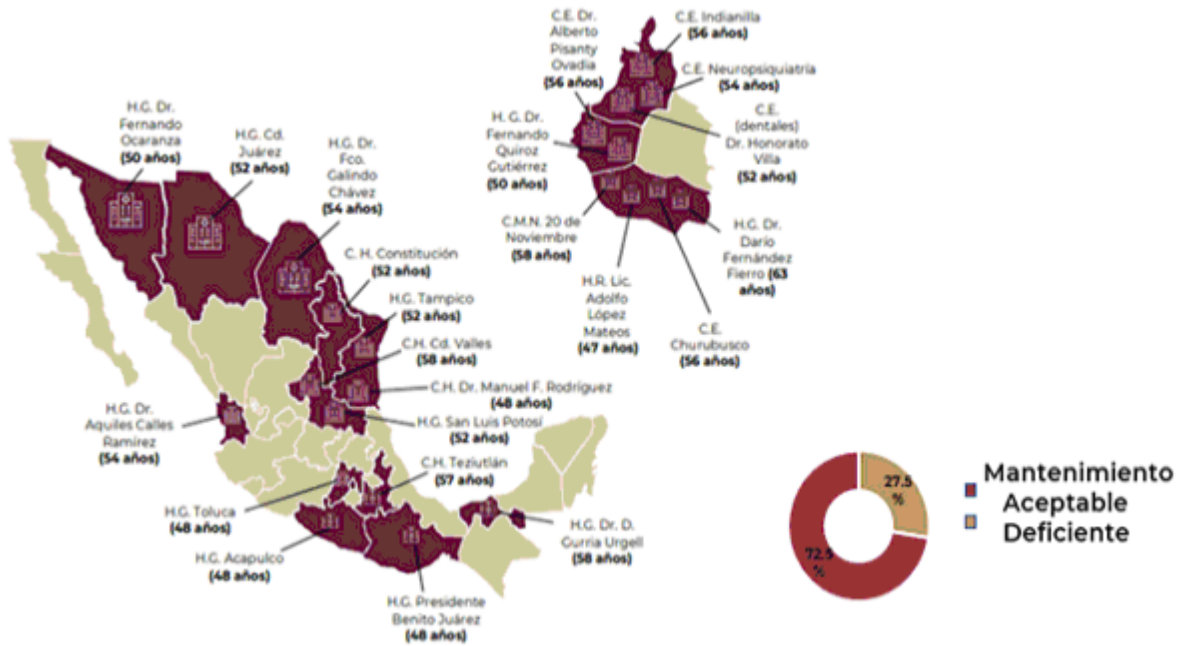 C.E. Dr.
Alberto
Pisanty
Ovadia
(56 años)
C.E. Indianilla
(56 años)
C.E. Neuropsiquiatría
(54 años)
C.E.
(dentales)
Dr. Honorato
Villa
(52 años)
H. G. Dr.
Fernando
Quiroz
Gutiérrez
(50 años)
C.M.N. 20 de
Noviembre
(58 años)
H.R. Lic.
Adolfo
López
Mateos
(47 años)
C.E.
Churubusco
(56 años)
H.G. Dr.
Darío
Fernández
Fierro (63
años)
H.G. Dr.
Fernando
Ocaranza
(50 años)
H.G. Cd.
Juárez
(52 años)
H.G. Dr.
Fco.
Galindo
Chávez
(54 años)
C. H. Constitución
(52 años)
H.G. Tampico
(52 años)
C.H. Cd. Valles
(58 años)
C.H. Dr. Manuel F. Rodríguez
(48 años)
H.G. San Luis Potosí
(52 años)
H.G. Dr.
Aquiles Calles
Ramírez
(54 años)
C.H. Teziutlán
(57 años)
H.G. Toluca
(48 años)
H.G. Acapulco
(48 años)
H.G. Presidente
Benito Juárez
(48 años)
H.G. Dr. D.
Gurria Urgell
(58 años)
27.5
%
72.5
%
Mantenimiento
Aceptable
Deficiente